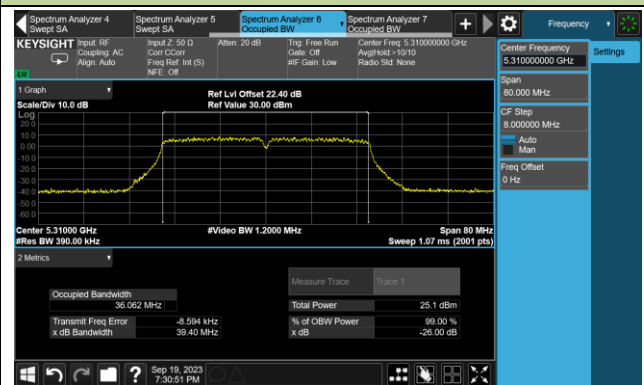 Spectrum Analyzer 4
Swept SA
Spectrum Analyzer 5
Swept SA
Spectrum Analyzer 6
Occupied BW
Spectrum Analyzer 7
Occupied BW
Frequency
KEYSIGHT
Input: RF
Coupling: AC
Align: Auto
Input Z: 50 Ω
Corr CCorr
Freq Ref: Int (S)
NFE: Off
Atten: 20 dB
Trig: Free Run
Gate: Off
#IF Gain: Low
Center Freq: 5.310000000 GHz
Avg|Hold:>10/10
Radio Std: None
Center Frequency
5.310000000 GHz
Settings
Span
80.000 MHz
CF Step
8.000000 MHz
Auto
Man
Freq Offset
0 Hz
1 Graph
Scale/Div 10.0 dB
Ref Lvl Offset 22.40 dB
Ref Value 30.00 dBm
Log
20.0
10.0
0.00
-10.0
-20.0
-30.0
-40.0
-50.0
-60.0
Center 5.31000 GHz
#Res BW 390.00 kHz
#Video BW 1.2000 MHz
Span 80 MHz
Sweep 1.07 ms (2001 pts)
2 Metrics
Measure Trace
Trace 1
Occupied Bandwidth
36.062 MHz
Total Power
25.1 dBm
Transmit Freq Error
-8.594 kHz
% of OBW Power
99.00 %
x dB Bandwidth
39.40 MHz
x dB
-26.00 dB
Sep 19, 2023
7:30:51 PM